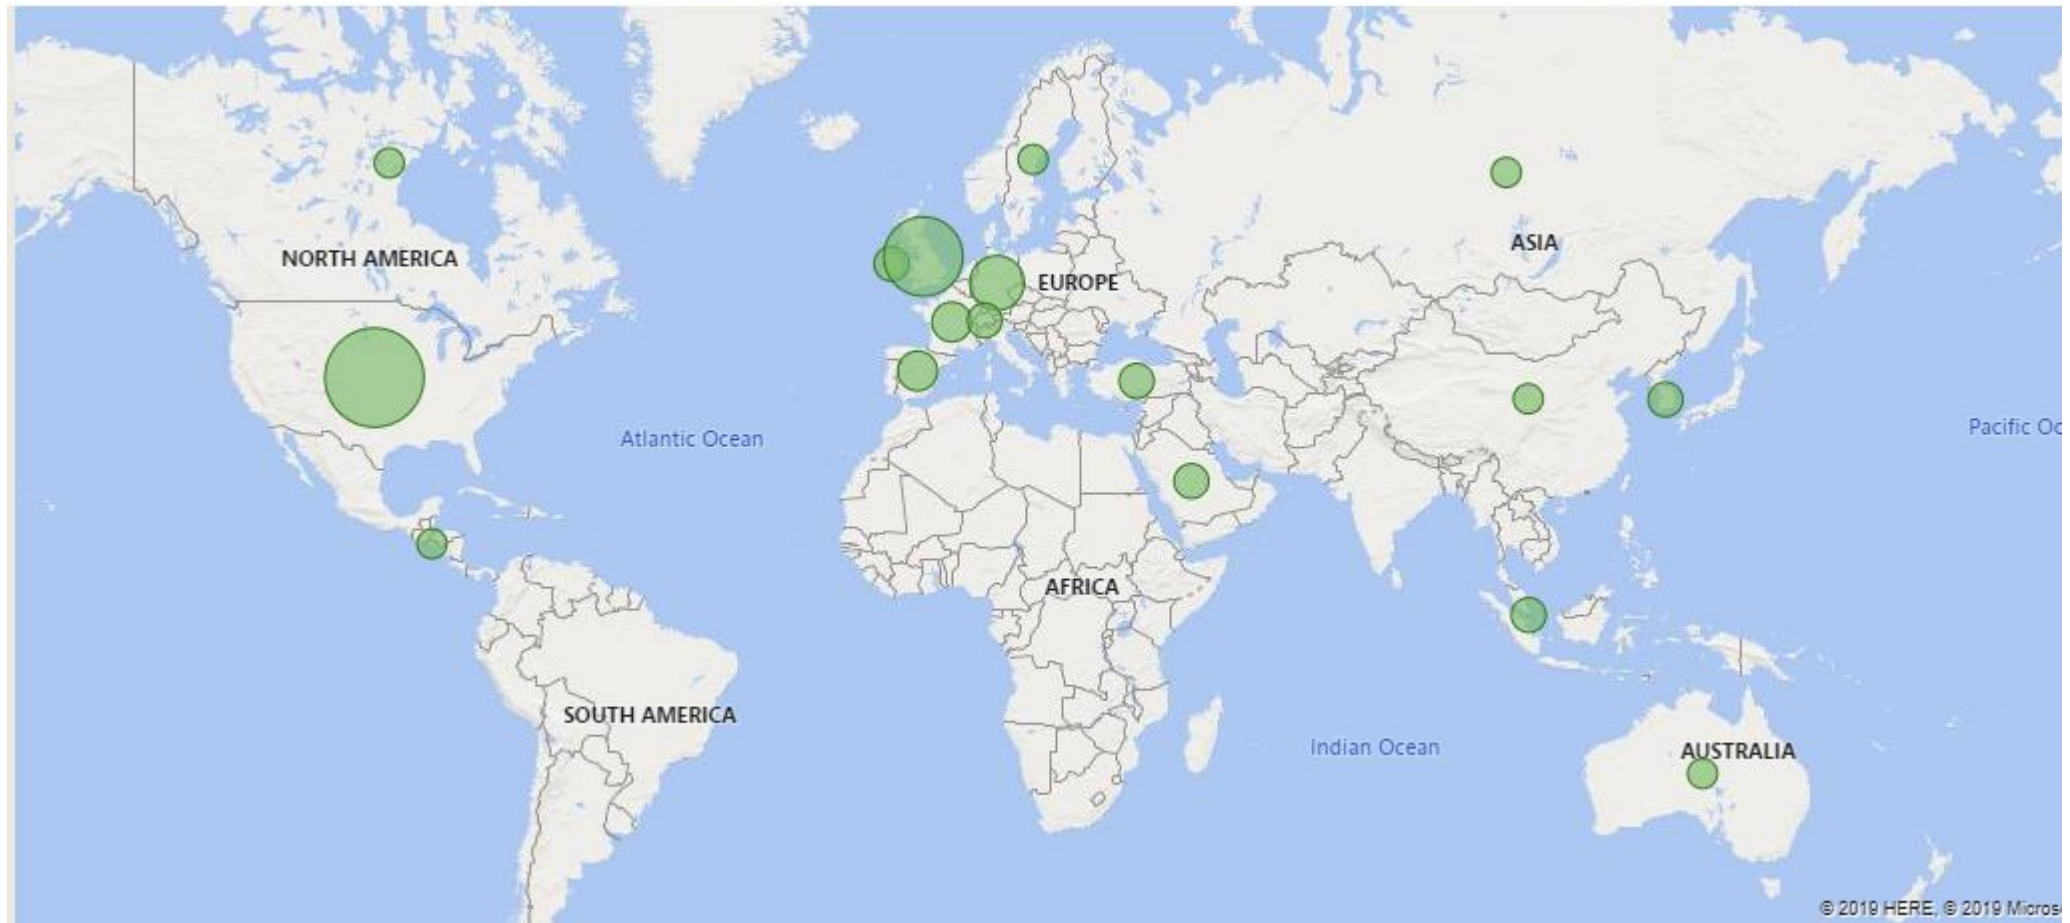 NORTH AMERICA
EUROPE
ASIA
Atlantic Ocean
Pacific Oc
AFRICA
SOUTH AMERICA
Indian Ocean
AUSTRALIA
© 2019 HERE, © 2019 Micros